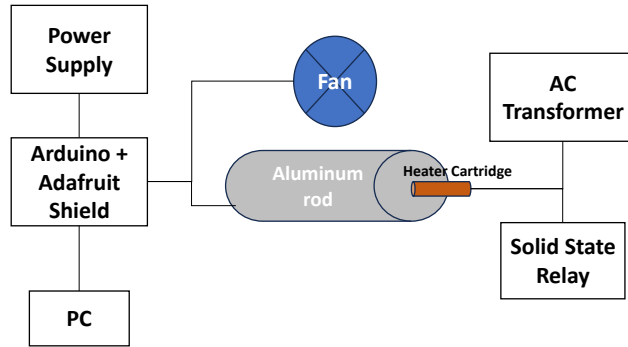 Power
Supply
Fan
AC
Transformer
Arduino +
Adafruit
Shield
Aluminum
rod
Heater Cartridge
Solid State
Relay
PC